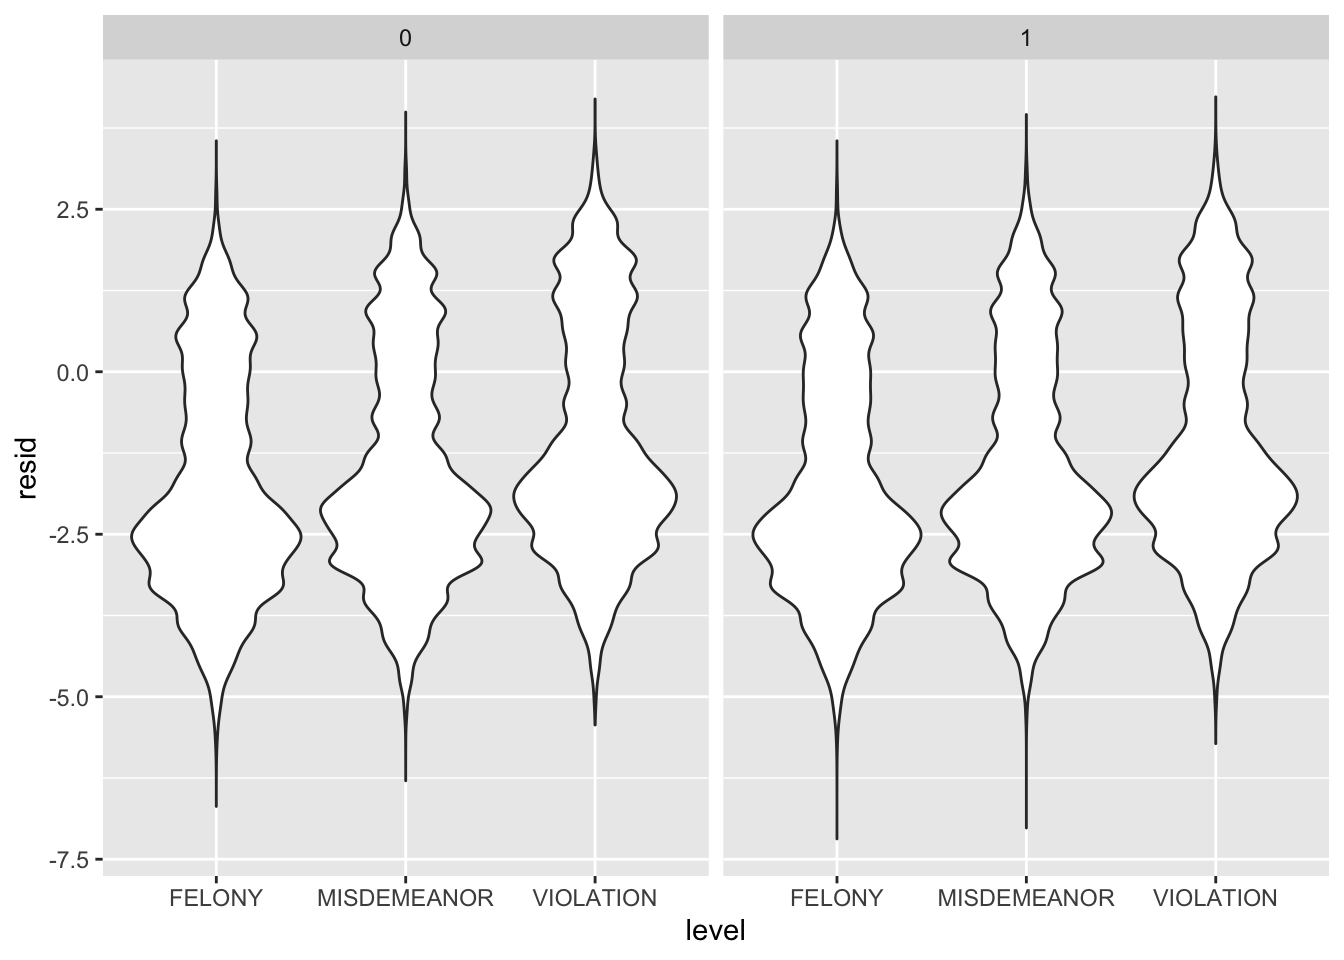 0
1
resid
2.5
0.0
-2.5
-5.0
-7.5
FELONY MISDEMEANOR VIOLATION
FELONY MISDEMEANOR VIOLATION
level